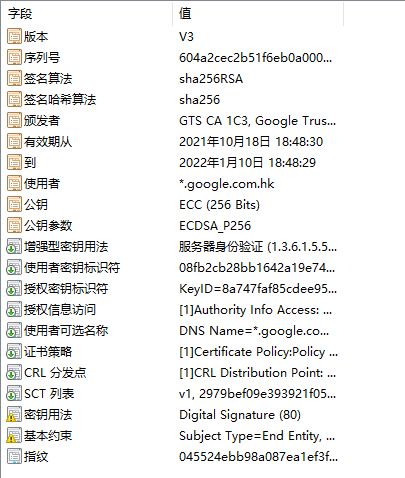 字段 值
版本 V3
序列号 604a2cec2b51f6eb0a000...
签名算法 sha256RSA
签名哈希算法 sha256
颁发者 GTS CA 1C3, Google Trus...
有效期从 2021年10月18日 18:48:30
到 2022年1月10日 18:48:29
使用者 *.google.com.hk
公钥 ECC (256 Bits)
公钥参数 ECDSA_P256
增强型密钥用法 服务器身份验证 (1.3.6.1.5.5...
使用者密钥标识符 08fb2cb28bb1642a19e74...
授权密钥标识符 KeyID=8a747faf85cdee95...
授权信息访问 [1]Authority Info Access: ...
使用者可选名称 DNS Name=*.google.co...
证书策略 [1]Certificate Policy:Policy ...
CRL 分发点 [1]CRL Distribution Point: ...
SCT 列表 v1, 2979bef09e393921f05...
密钥用法 Digital Signature (80)
基本约束 Subject Type=End Entity, ...
指纹 045524ebb98a087ea1ef3f...